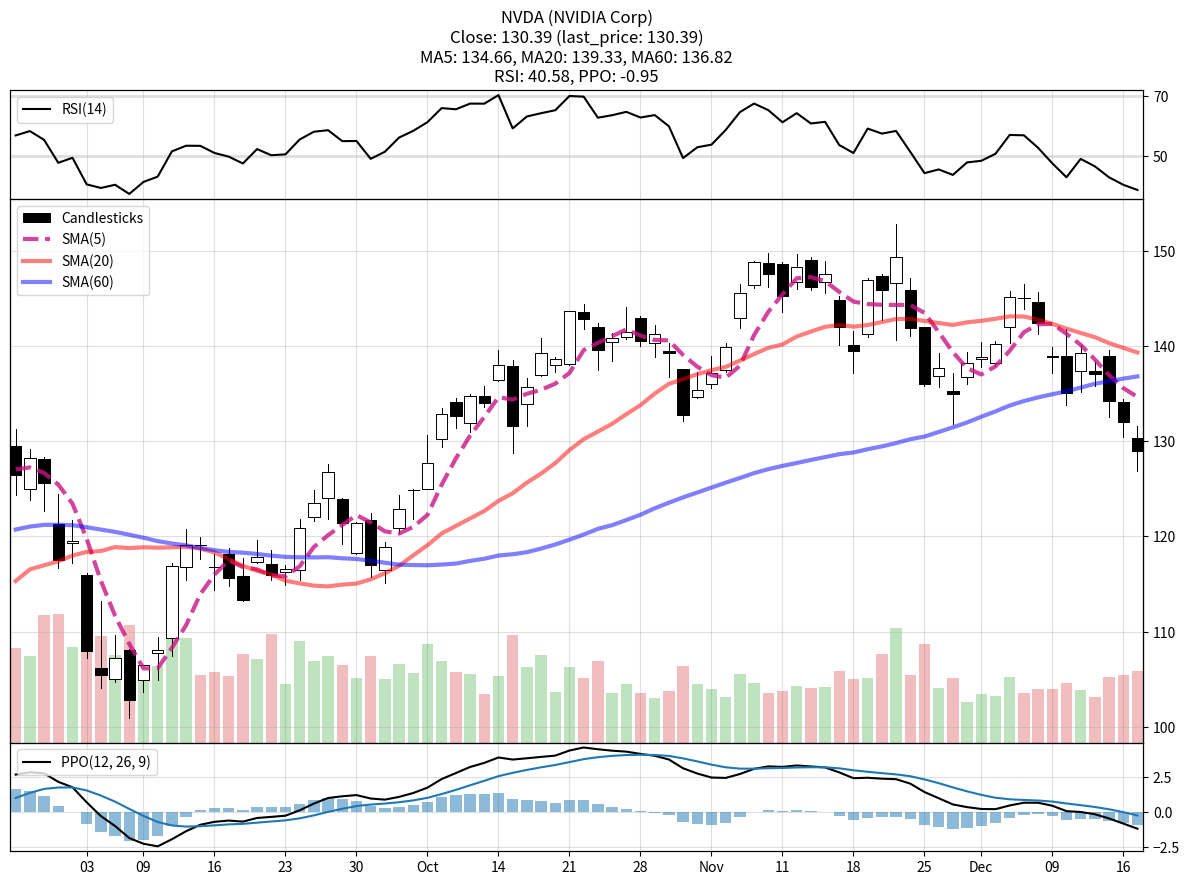 NVDA (NVIDIA Corp)
Close: 130.39 (last_price: 130.39)
MA5: 134.66, MA20: 139.33, MA60: 136.82
RSI: 40.58, PPO: -0.95
RSI(14)
70
50
Candlesticks
SMA(5)
SMA(20)
SMA(60)
150
140
130
120
110
100
PPO(12, 26, 9)
2.5
0.0
−2.5
03 09 16 23 30 Oct 14 21 28 Nov 11 18 25 Dec 09 16